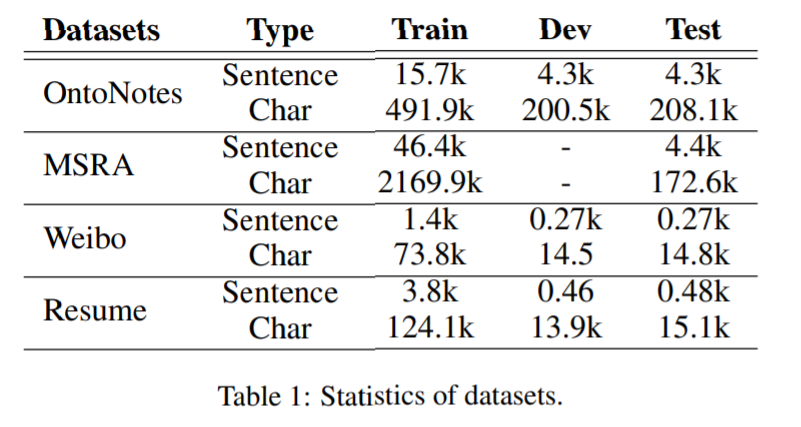 Datasets Type Train Dev Test
OntoNotes Sentence 15.7k 4.3k 4.3k
Char 491.9k 200.5k 208.1k
MSRA Sentence 46.4k - 4.4k
Char 2169.9k - 172.6k
Weibo Sentence 1.4k 0.27k 0.27k
Char 73.8k 14.5 14.8k
Resume Sentence 3.8k 0.46 0.48k
Char 124.1k 13.9k 15.1k
Table 1: Statistics of datasets.